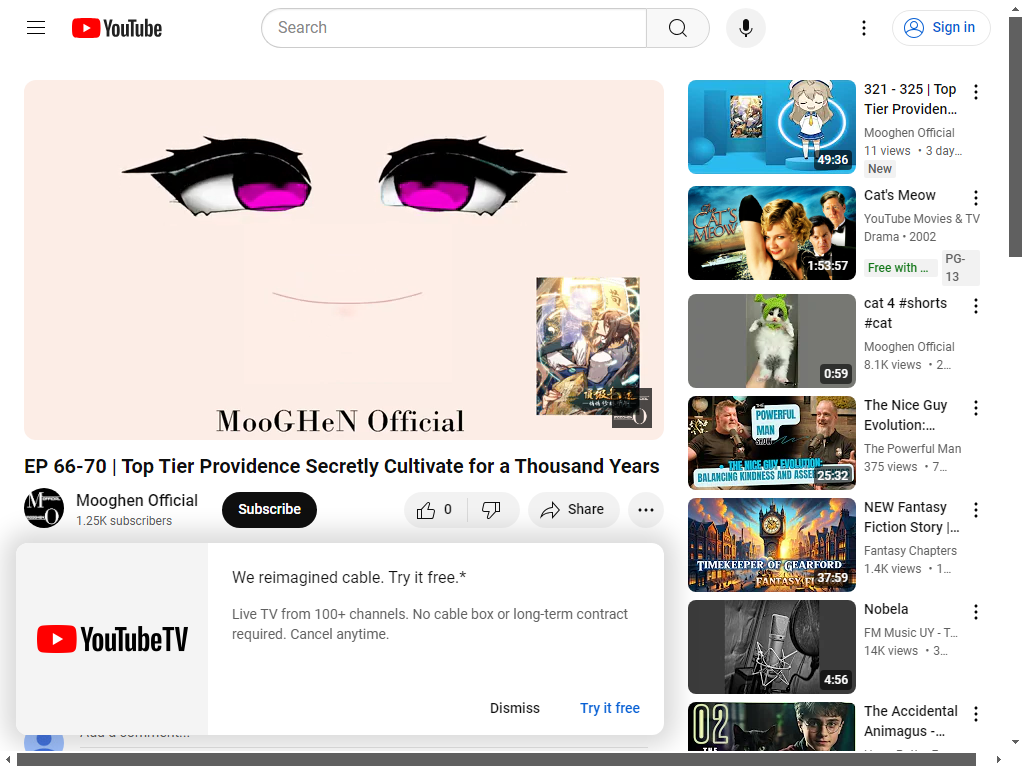 YouTube
Search
Sign in
MooGHeN Official
EP 66-70 | Top Tier Providence Secretly Cultivate for a Thousand Years
Mooghen Official
1.25K subscribers
Subscribe
0
Share
We reimagined cable. Try it free.*
Live TV from 100+ channels. No cable box or long-term contract
required. Cancel anytime.
YouTubeTV
Dismiss
Try it free
Add a comment...
321 - 325 | Top
Tier Providen...
Mooghen Official
11 views • 3 day...
New
49:36
THE CAT'S MEOW
1:53:57
Cat's Meow
YouTube Movies & TV
Drama • 2002
Free with ...
PG-
13
0:59
cat 4 #shorts
#cat
Mooghen Official
8.1K views • 2...
THE
POWERFUL
MAN
SHOW
THE NICE GUY EVOLUTION:
BALANCING KINDNESS AND
25:32
The Nice Guy
Evolution:...
The Powerful Man
375 views • 7...
TIMEKEEPER OF GEARFORD
37:59
NEW Fantasy
Fiction Story |...
Fantasy Chapters
1.4K views • 1...
4:56
Nobela
FM Music UY - T...
14K views • 3...
02
THE
The Accidental
Animagus -...